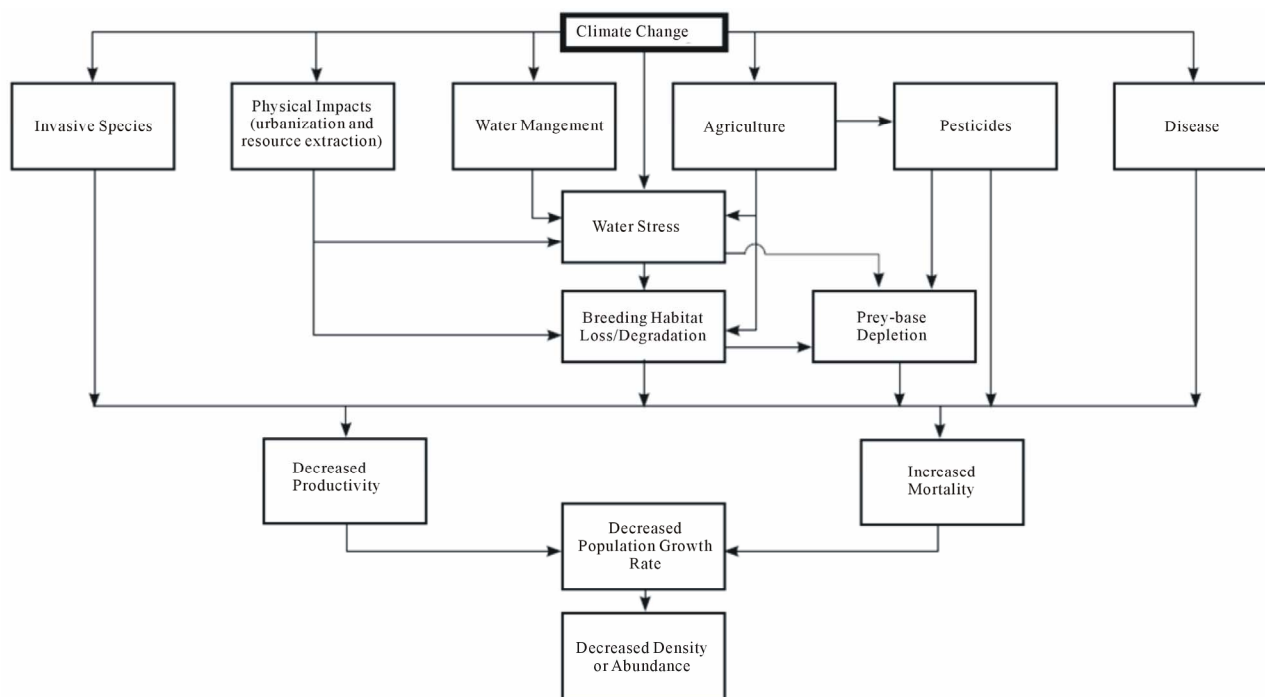 Climate Change
Invasive Species
Physical Impacts
(urbanization and
resource extraction)
Water Mangement
Agriculture
Pesticides
Disease
Water Stress
Breeding Habitat
Loss/Degradation
Prey-base
Depletion
Decreased
Productivity
Increased
Mortality
Decreased
Population Growth
Rate
Decreased Density
or Abundance